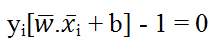 yᵢ[w̅.x̅ᵢ + b] - 1 = 0